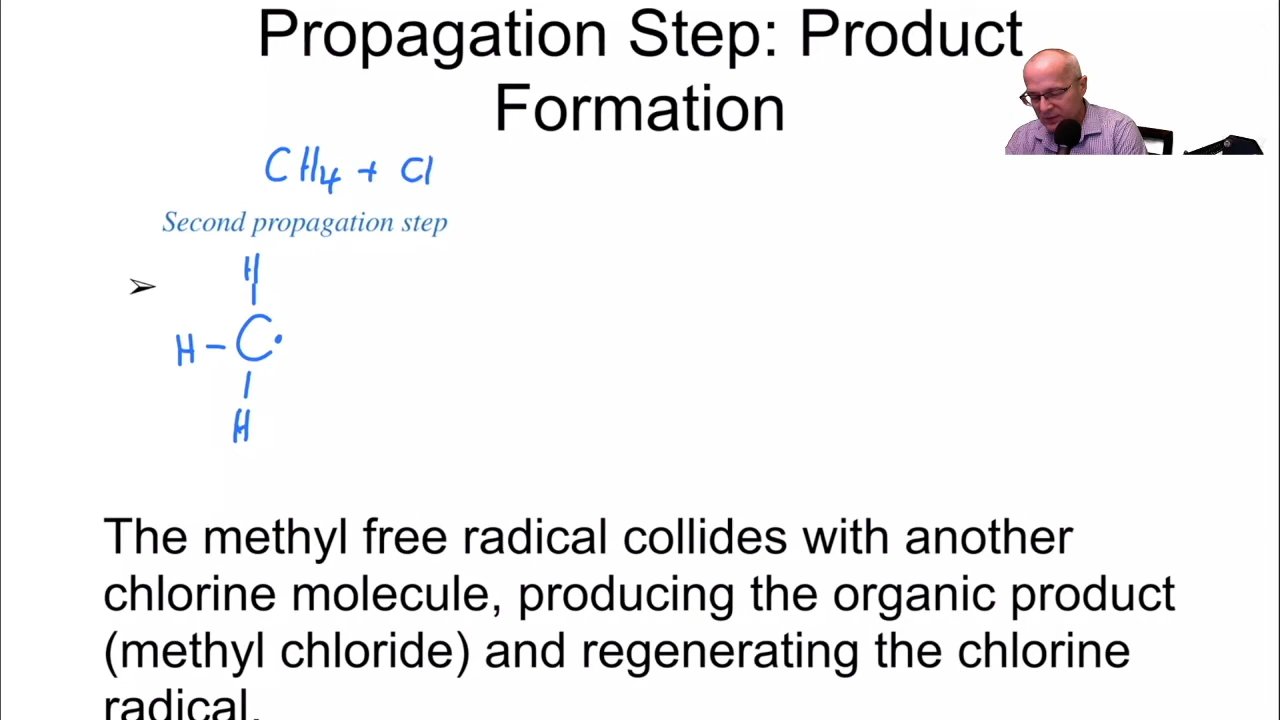 Propagation Step: Product
Formation
CH4 + Cl
Second propagation step
H
H - C·
H
The methyl free radical collides with another
chlorine molecule, producing the organic product
(methyl chloride) and regenerating the chlorine
radical.